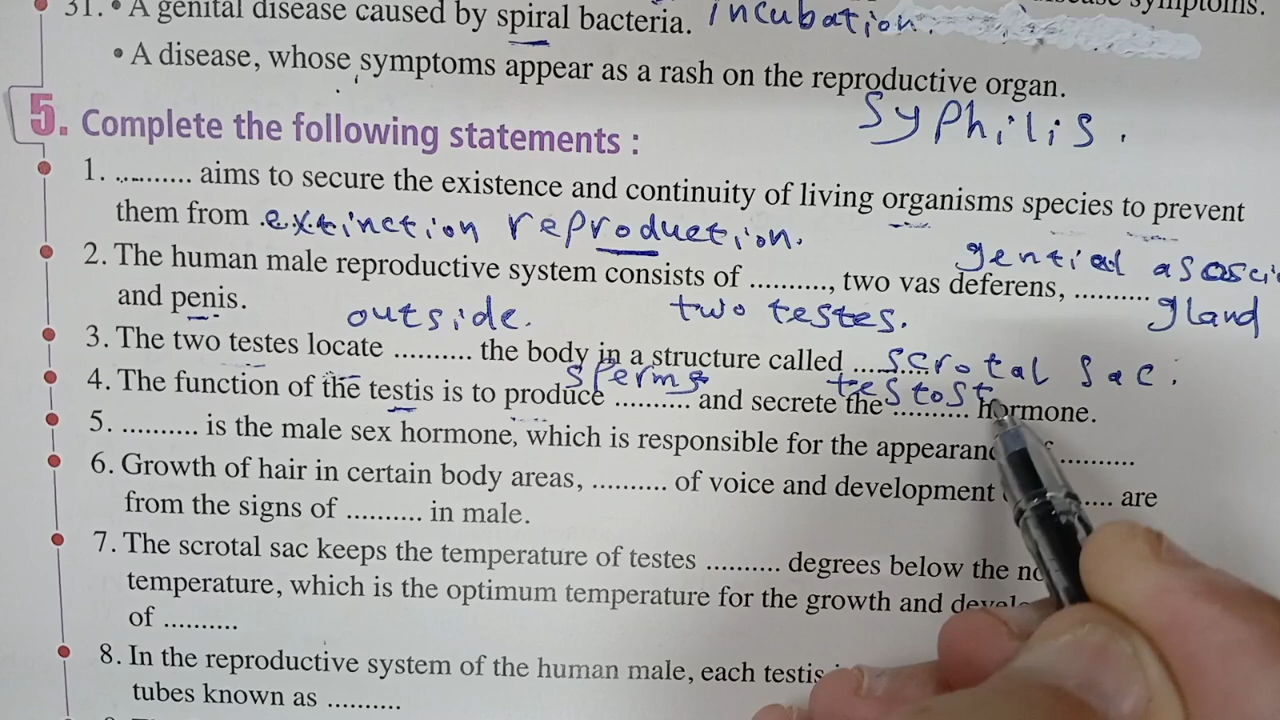 31. • A genital disease caused by spiral bacteria. incubation. symptoms.
• A disease, whose symptoms appear as a rash on the reproductive organ.
syphilis.
5. Complete the following statements :
1. .......... aims to secure the existence and continuity of living organisms species to prevent
them from .extinction reproduction.
gential
2. The human male reproductive system consists of .........., two vas deferens, ..........
and penis. outside. two testes. gland
3. The two testes locate .......... the body in a structure called .......... scrotal sac.
sperms testost
4. The function of the testis is to produce .......... and secrete the .......... hormone.
5. .......... is the male sex hormone, which is responsible for the appearan ..........
6. Growth of hair in certain body areas, .......... of voice and development .... are
from the signs of .......... in male.
7. The scrotal sac keeps the temperature of testes .......... degrees below the
temperature, which is the optimum temperature for the growth and
of ..........
8. In the reproductive system of the human male, each testis
tubes known as ..........